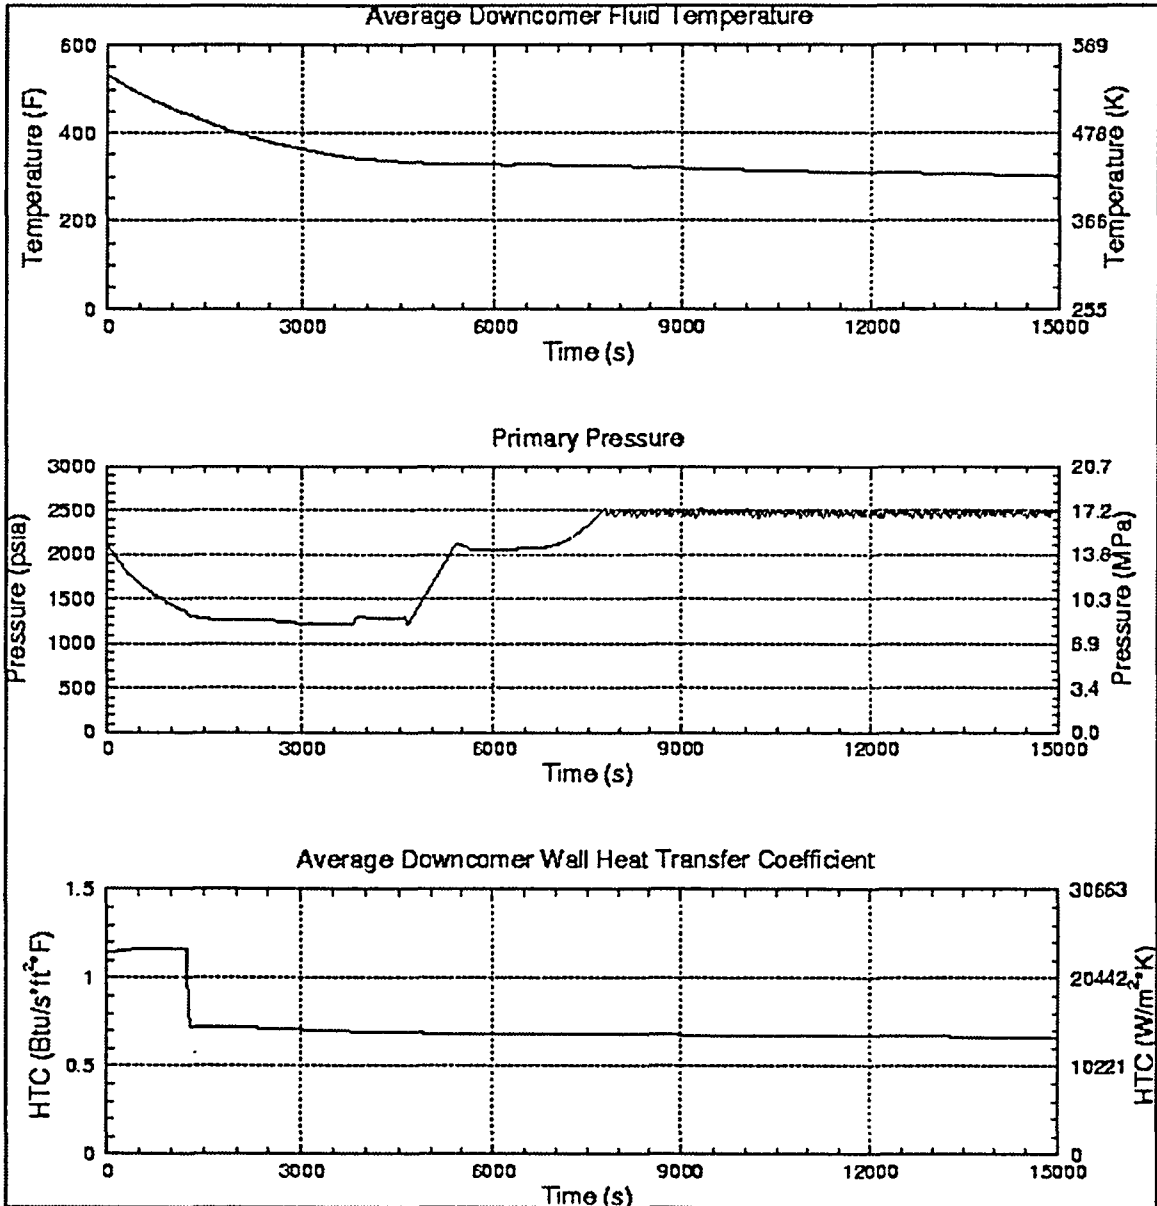 Average Downcomer Fluid Temperature
600
400
200
0
Temperature (F)
589
478
366
255
Temperature (K)
0 3000 6000 9000 12000 15000
Time (s)
Primary Pressure
3000
2500
2000
1500
1000
500
0
Pressure (psia)
20.7
17.2
13.8
10.3
6.9
3.4
0.0
Pressure (MPa)
0 3000 6000 9000 12000 15000
Time (s)
Average Downcomer Wall Heat Transfer Coefficient
1.5
1
0.5
0
HTC (Btu/s*ft²*F)
30663
20442
10221
0
HTC (W/m²*K)
0 3000 6000 9000 12000 15000
Time (s)